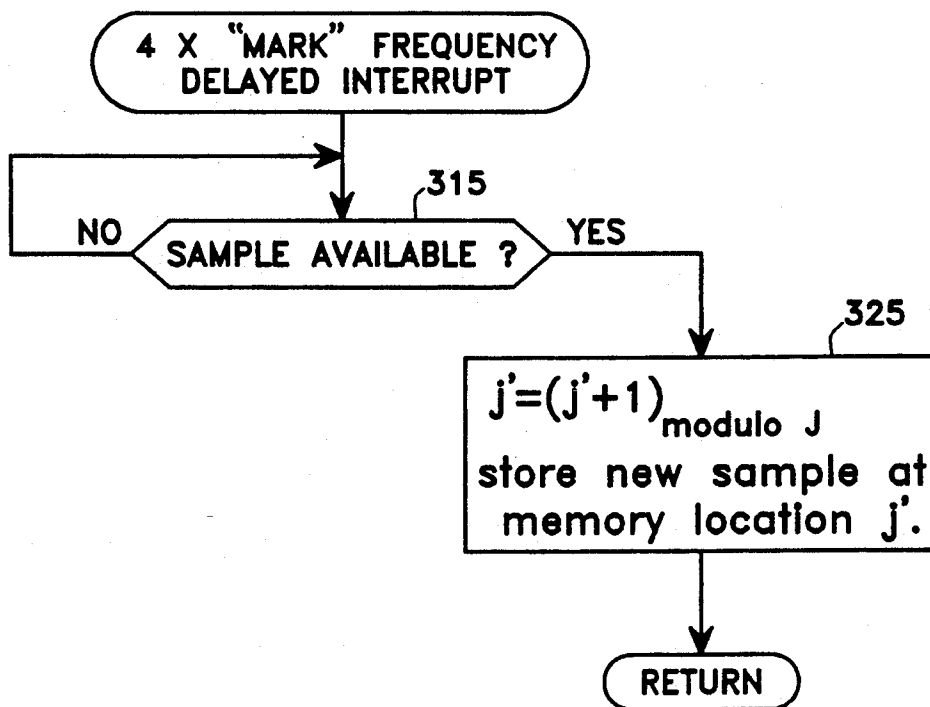 4 X “MARK” FREQUENCY
DELAYED INTERRUPT
315
NO
SAMPLE AVAILABLE ?
YES
325
j'=(j'+1)modulo J
store new sample at
memory location j'.
RETURN